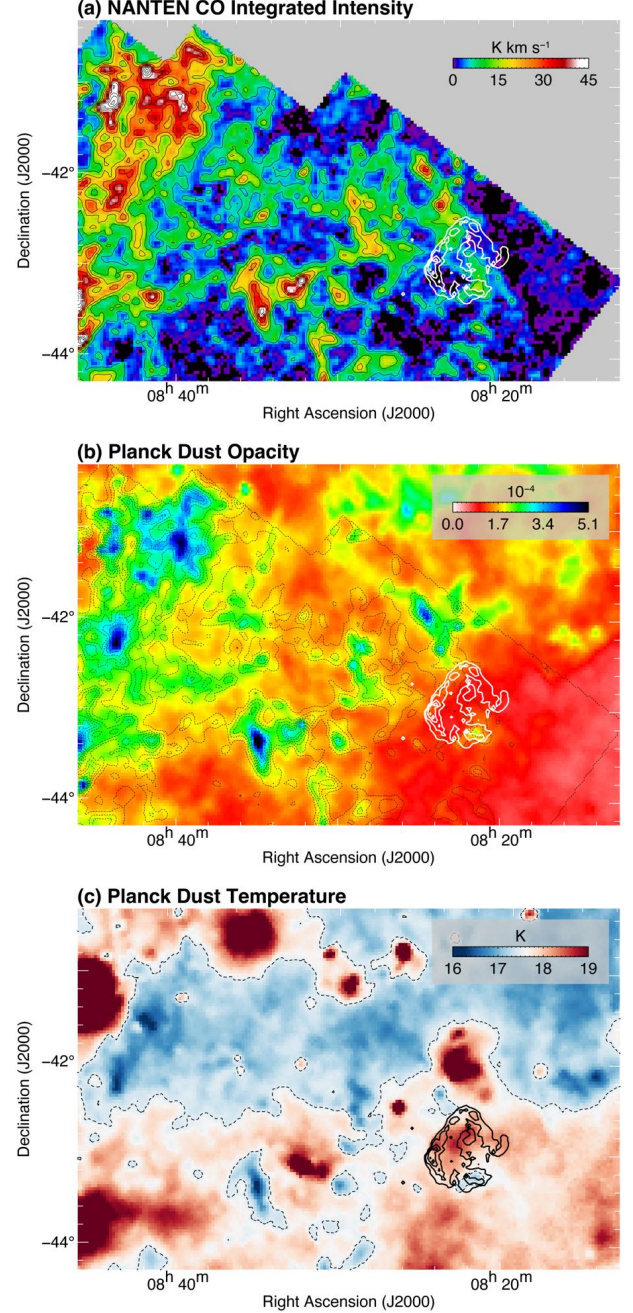 (a) NANTEN CO Integrated Intensity
K km s⁻¹
0 15 30 45
−42°
Declination (J2000)
−44°
08ʰ 40ᵐ 08ʰ 20ᵐ
Right Ascension (J2000)
(b) Planck Dust Opacity
10⁻⁴
0.0 1.7 3.4 5.1
−42°
Declination (J2000)
−44°
08ʰ 40ᵐ 08ʰ 20ᵐ
Right Ascension (J2000)
(c) Planck Dust Temperature
K
16 17 18 19
−42°
Declination (J2000)
−44°
08ʰ 40ᵐ 08ʰ 20ᵐ
Right Ascension (J2000)